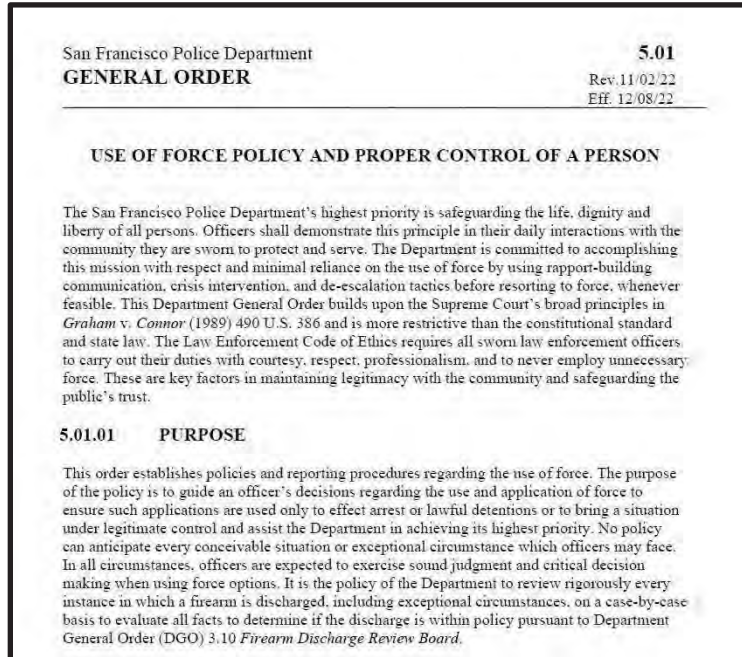 San Francisco Police Department
GENERAL ORDER
5.01
Rev.11/02/22
Eff. 12/08/22
USE OF FORCE POLICY AND PROPER CONTROL OF A PERSON
The San Francisco Police Department's highest priority is safeguarding the life, dignity and
liberty of all persons. Officers shall demonstrate this principle in their daily interactions with the
community they are sworn to protect and serve. The Department is committed to accomplishing
this mission with respect and minimal reliance on the use of force by using rapport-building
communication, crisis intervention, and de-escalation tactics before resorting to force, whenever
feasible. This Department General Order builds upon the Supreme Court's broad principles in
Graham v. Connor (1989) 490 U.S. 386 and is more restrictive than the constitutional standard
and state law. The Law Enforcement Code of Ethics requires all sworn law enforcement officers
to carry out their duties with courtesy, respect, professionalism, and to never employ unnecessary
force. These are key factors in maintaining legitimacy with the community and safeguarding the
public's trust.
5.01.01 PURPOSE
This order establishes policies and reporting procedures regarding the use of force. The purpose
of the policy is to guide an officer's decisions regarding the use and application of force to
ensure such applications are used only to effect arrest or lawful detentions or to bring a situation
under legitimate control and assist the Department in achieving its highest priority. No policy
can anticipate every conceivable situation or exceptional circumstance which officers may face.
In all circumstances, officers are expected to exercise sound judgment and critical decision
making when using force options. It is the policy of the Department to review rigorously every
instance in which a firearm is discharged, including exceptional circumstances, on a case-by-case
basis to evaluate all facts to determine if the discharge is within policy pursuant to Department
General Order (DGO) 3.10 Firearm Discharge Review Board.